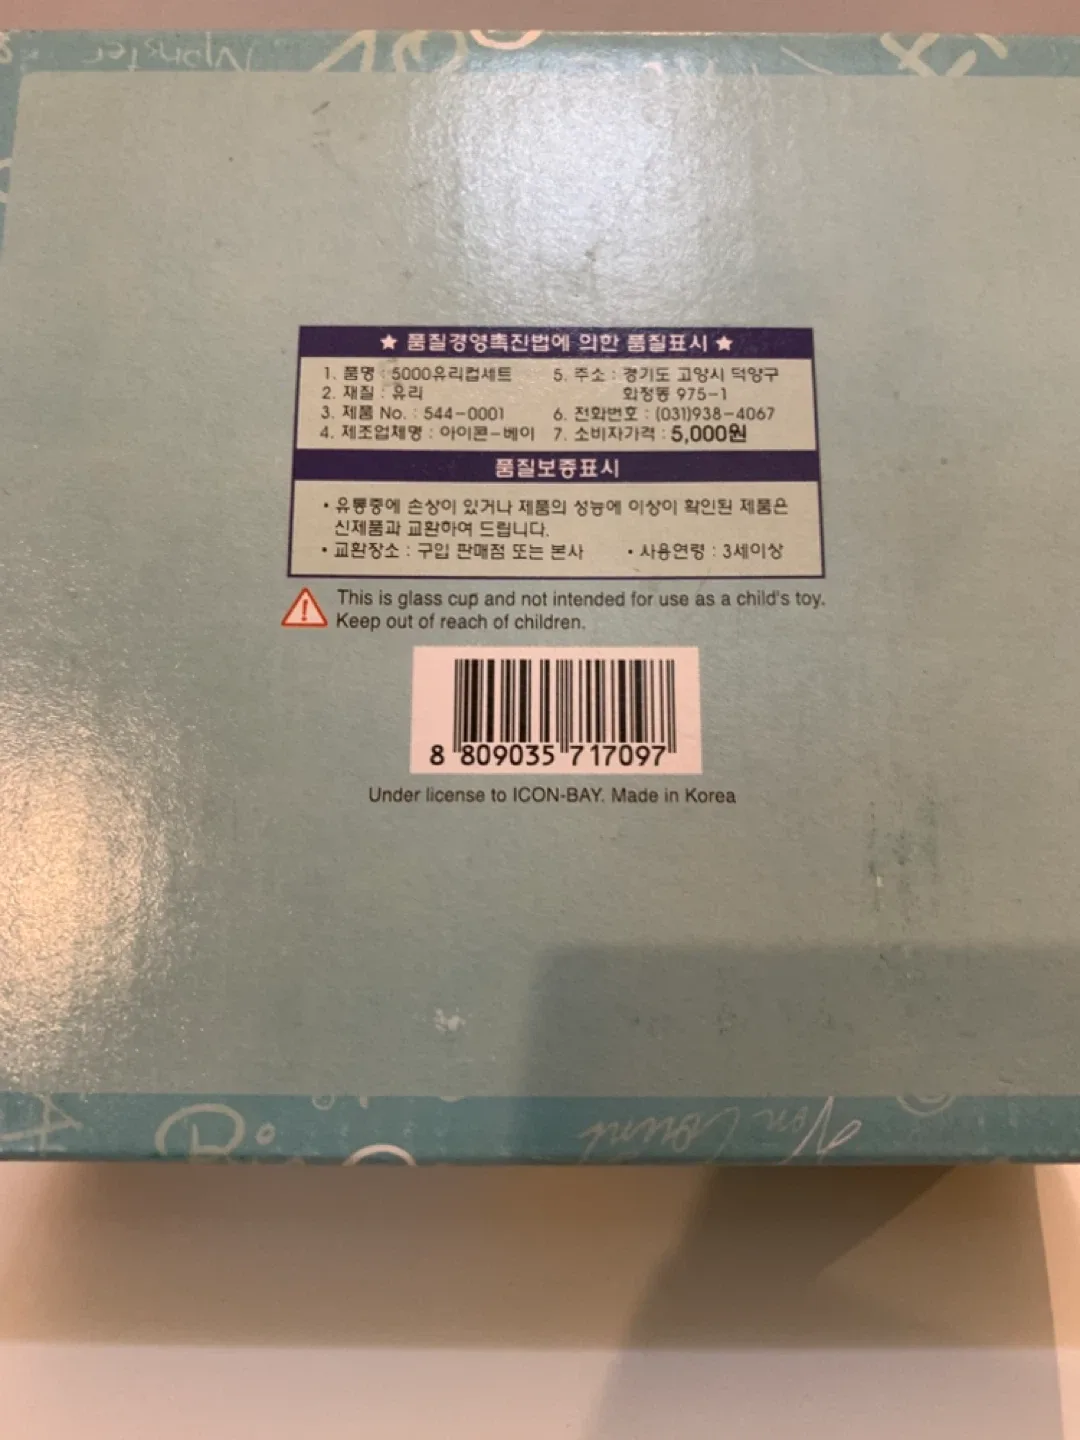 Monster
★ 품질경영촉진법에 의한 품질표시 ★
1. 품명 : 5000유리컵세트
2. 재질 : 유리
3. 제품 No. : 544-0001
4. 제조업체명 : 아이콘-베이
5. 주소 : 경기도 고양시 덕양구
화정동 975-1
6. 전화번호 : (031)938-4067
7. 소비자가격 : 5,000원
품질보증표시
• 유통중에 손상이 있거나 제품의 성능에 이상이 확인된 제품은
신제품과 교환하여 드립니다.
• 교환장소 : 구입 판매점 또는 본사 • 사용연령 : 3세이상
This is glass cup and not intended for use as a child's toy.
Keep out of reach of children.
8 809035 717097
Under license to ICON-BAY. Made in Korea